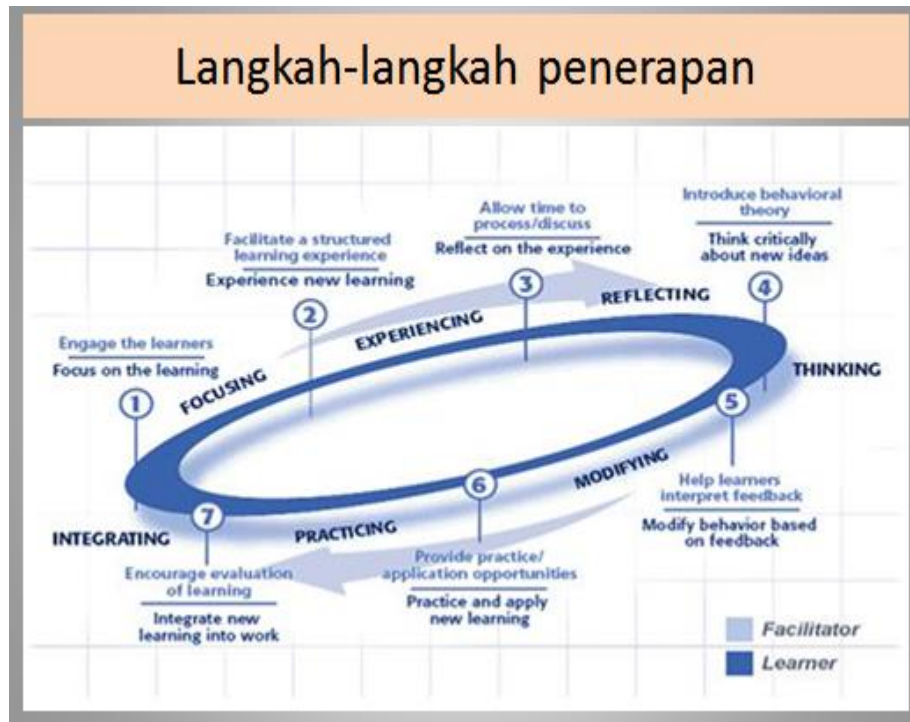 Langkah-langkah penerapan
Engage the learners
Focus on the learning
1
FOCUSING
Facilitate a structured
learning experience
Experience new learning
2
EXPERIENCING
Allow time to
process/discuss
Reflect on the experience
3
REFLECTING
Introduce behavioral
theory
Think critically
about new ideas
4
THINKING
5
Help learners
interpret feedback
Modify behavior based
on feedback
MODIFYING
6
Provide practice/
application opportunities
Practice and apply
new learning
PRACTICING
7
Encourage evaluation
of learning
Integrate new
learning into work
INTEGRATING
Facilitator
Learner